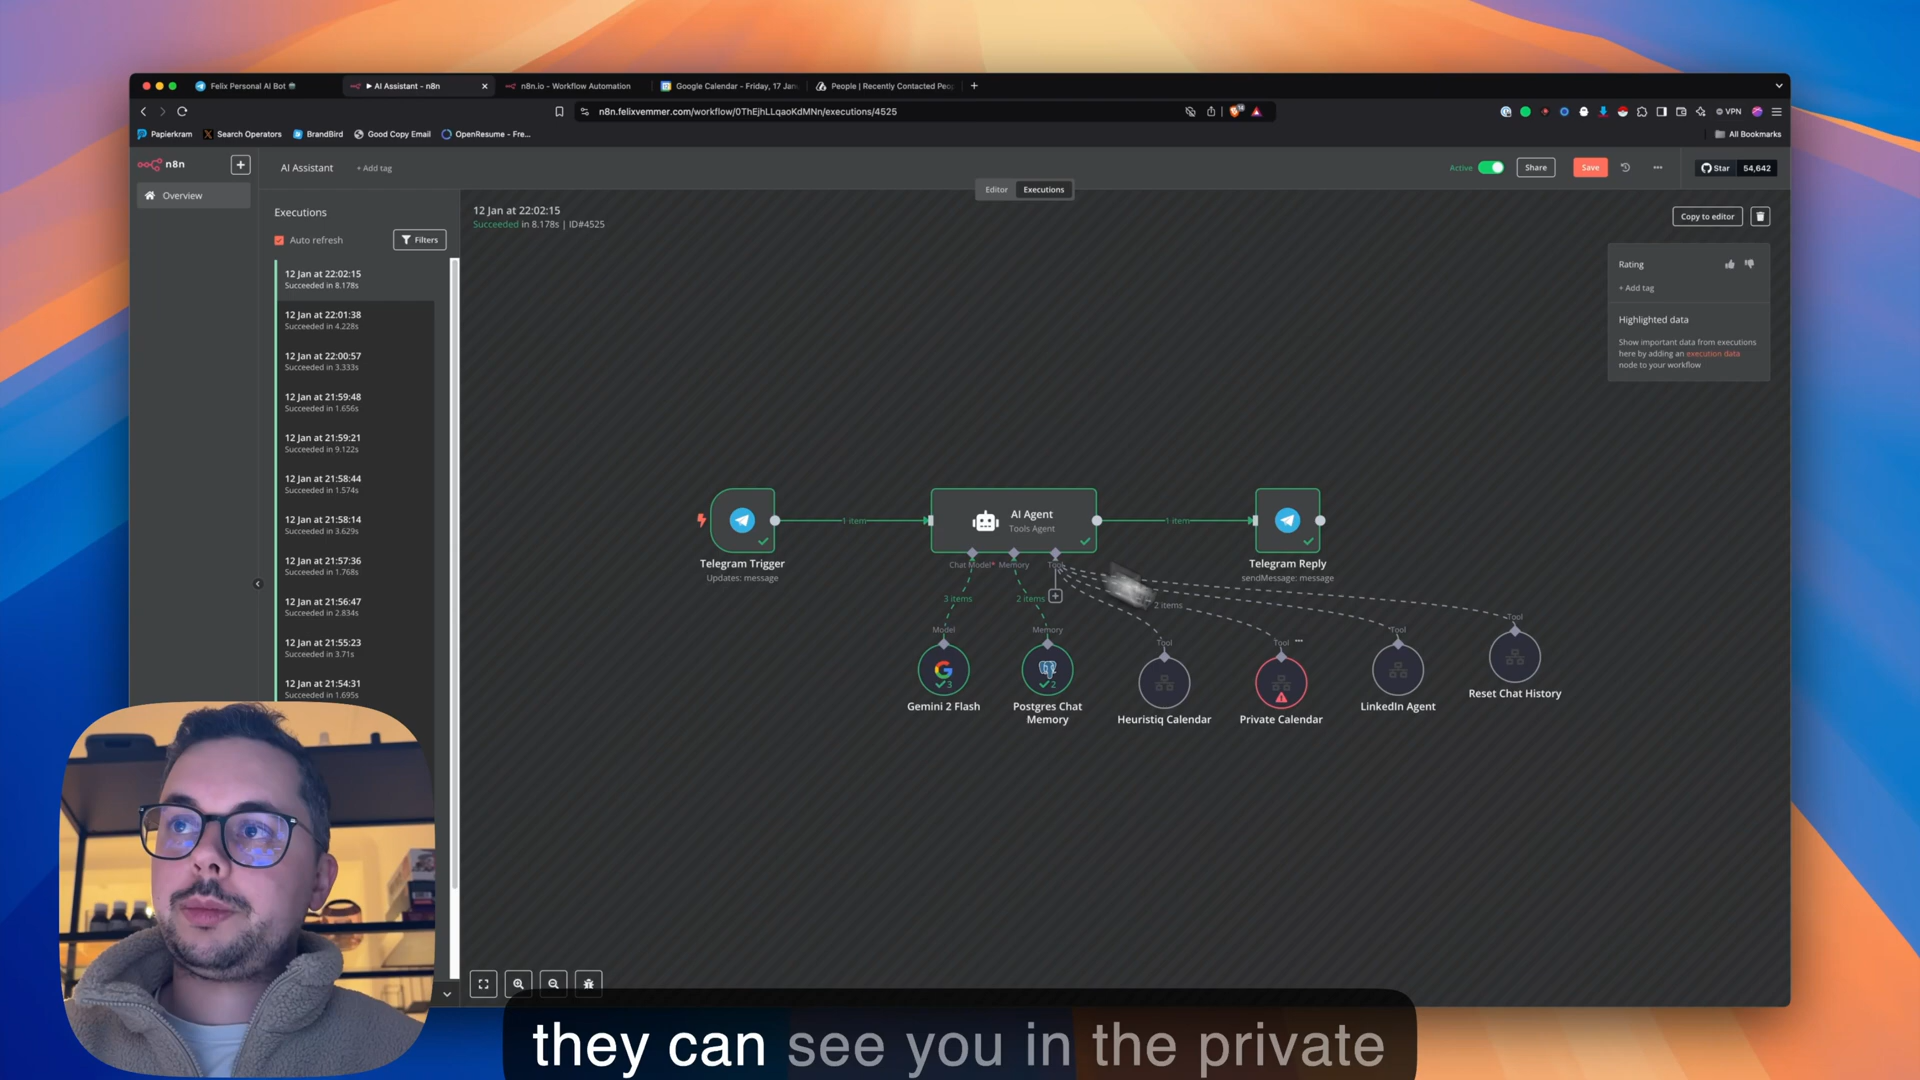 Felix Personal AI Bot
AI Assistant - n8n
n8n.io - Workflow Automation
Google Calendar - Friday, 17 Jan
People | Recently Contacted Peo
n8n.felixvemmer.com/workflow/0ThEjhLLqaoKdMNn/executions/4525
VPN
Papierkram
Search Operators
BrandBird
Good Copy Email
OpenResume - Fre...
All Bookmarks
n8n
AI Assistant
+ Add tag
Active
Share
Save
Star
54,642
Overview
Editor
Executions
Executions
12 Jan at 22:02:15
Succeeded in 8.178s | ID#4525
Copy to editor
Auto refresh
Filters
Rating
+ Add tag
Highlighted data
Show important data from executions
here by adding an execution data
node to your workflow
12 Jan at 22:02:15
Succeeded in 8.178s
12 Jan at 22:01:38
Succeeded in 4.228s
12 Jan at 22:00:57
Succeeded in 3.333s
12 Jan at 21:59:48
Succeeded in 1.656s
12 Jan at 21:59:21
Succeeded in 9.122s
12 Jan at 21:58:44
Succeeded in 1.574s
12 Jan at 21:58:14
Succeeded in 3.629s
12 Jan at 21:57:36
Succeeded in 1.768s
12 Jan at 21:56:47
Succeeded in 2.834s
12 Jan at 21:55:23
Succeeded in 3.71s
12 Jan at 21:54:31
Succeeded in 1.695s
1 item
AI Agent
Tools Agent
1 item
Telegram Trigger
Updates: message
Chat Model*
Memory
Tool
Telegram Reply
sendMessage: message
3 items
2 items
2 items
Model
Memory
Tool
Tool
Tool
Tool
3
2
Gemini 2 Flash
Postgres Chat
Memory
Heuristiq Calendar
Private Calendar
LinkedIn Agent
Reset Chat History
they can see you in the private